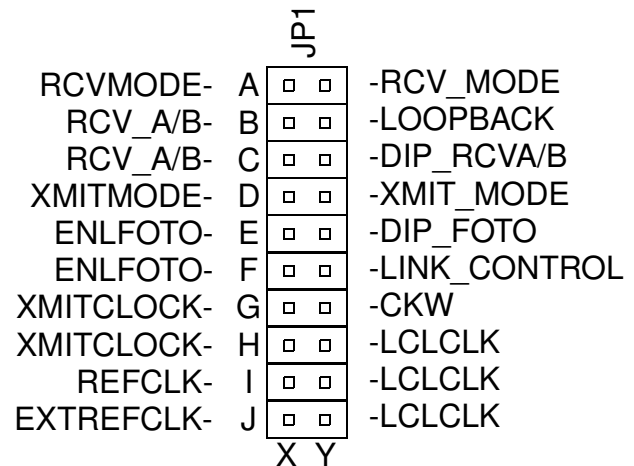 JP1
RCVMODE- A -RCV_MODE
RCV_A/B- B -LOOPBACK
RCV_A/B- C -DIP_RCVA/B
XMITMODE- D -XMIT_MODE
ENLFOTO- E -DIP_FOTO
ENLFOTO- F -LINK_CONTROL
XMITCLOCK- G -CKW
XMITCLOCK- H -LCLCLK
REFCLK- I -LCLCLK
EXTREFCLK- J -LCLCLK
X Y